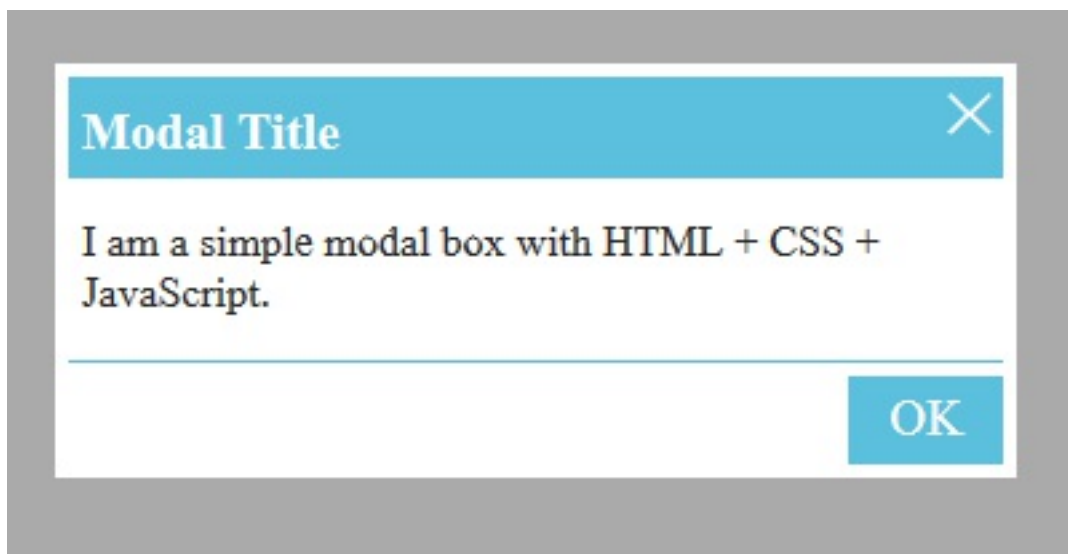 Modal Title
I am a simple modal box with HTML + CSS +
JavaScript.
OK